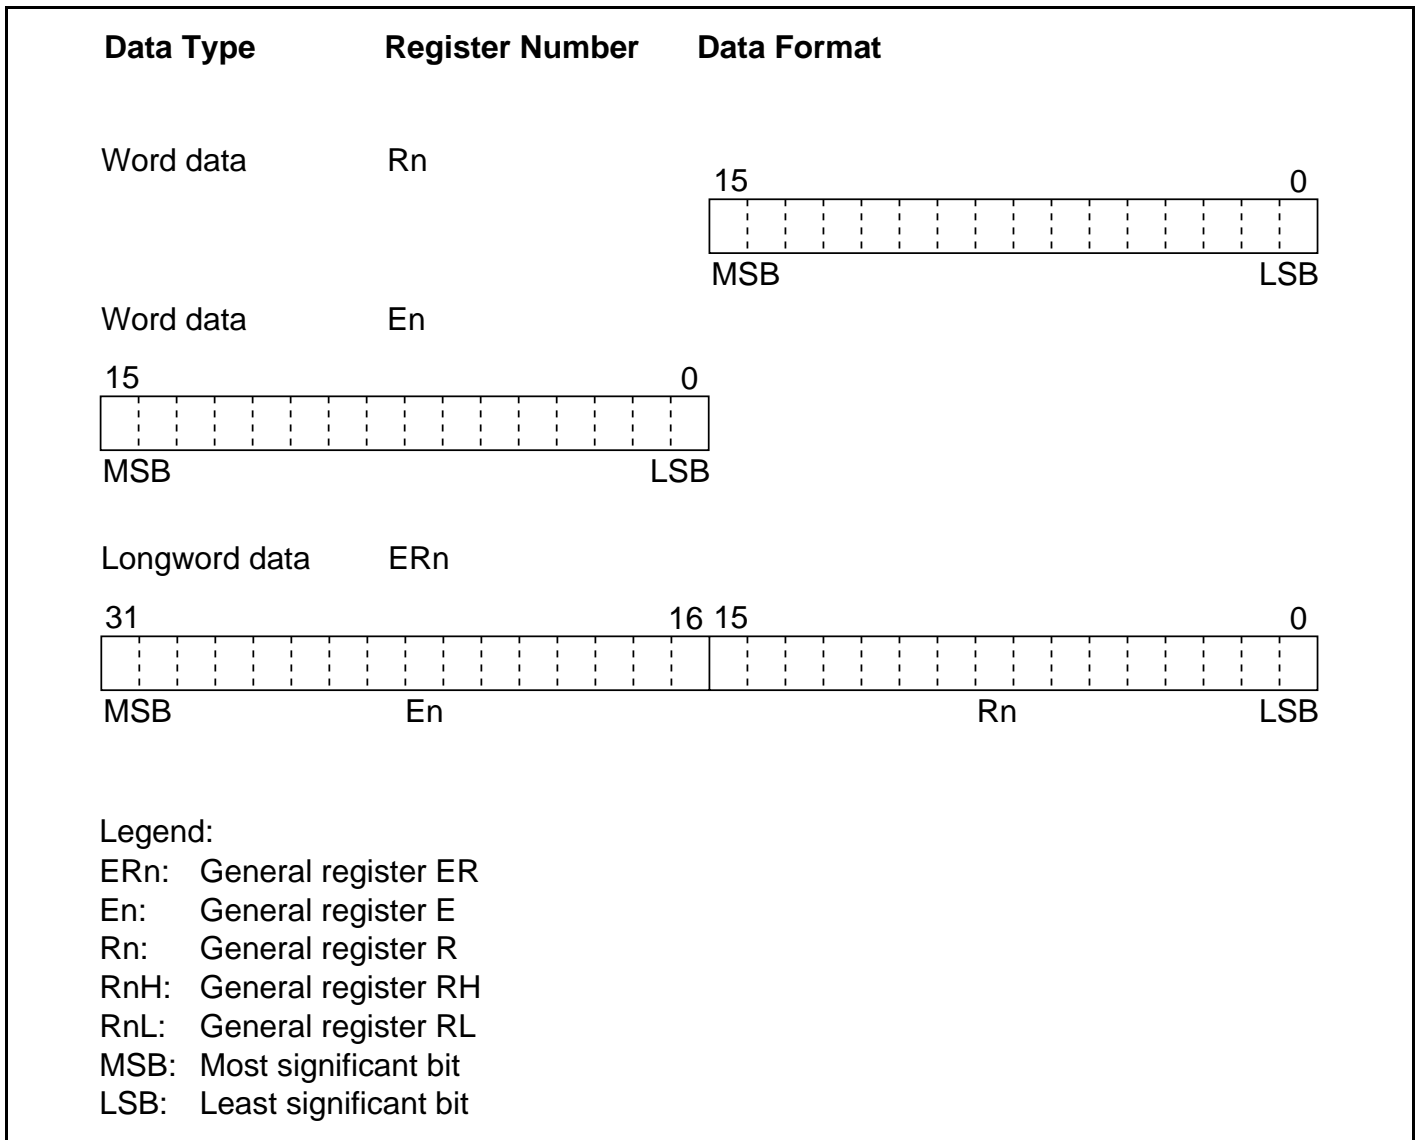 Data Type Register Number Data Format
Word data Rn
15 0
MSB LSB
Word data En
15 0
MSB LSB
Longword data ERn
31 16 15 0
MSB En Rn LSB
Legend:
ERn: General register ER
En: General register E
Rn: General register R
RnH: General register RH
RnL: General register RL
MSB: Most significant bit
LSB: Least significant bit